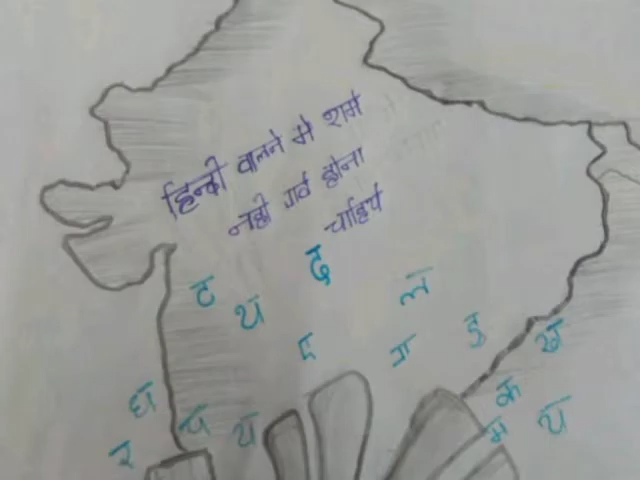 हिन्दी वालने मे शर्म
नही गर्व होना
चाहिये
ढ
ठ
थ
ल
प
ग
ड
ख
घ
क
य
थ
म
थ
र